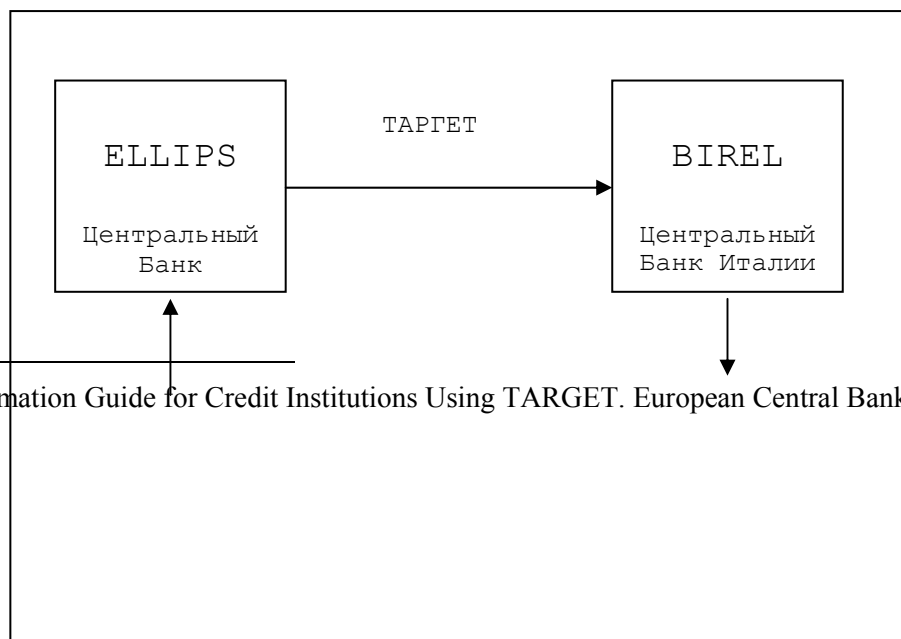 ТАРГЕТ
ELLIPS
Центральный
Банк
BIREL
Центральный
Банк Италии
mation Guide for Credit Institutions Using TARGET. European Central Bank